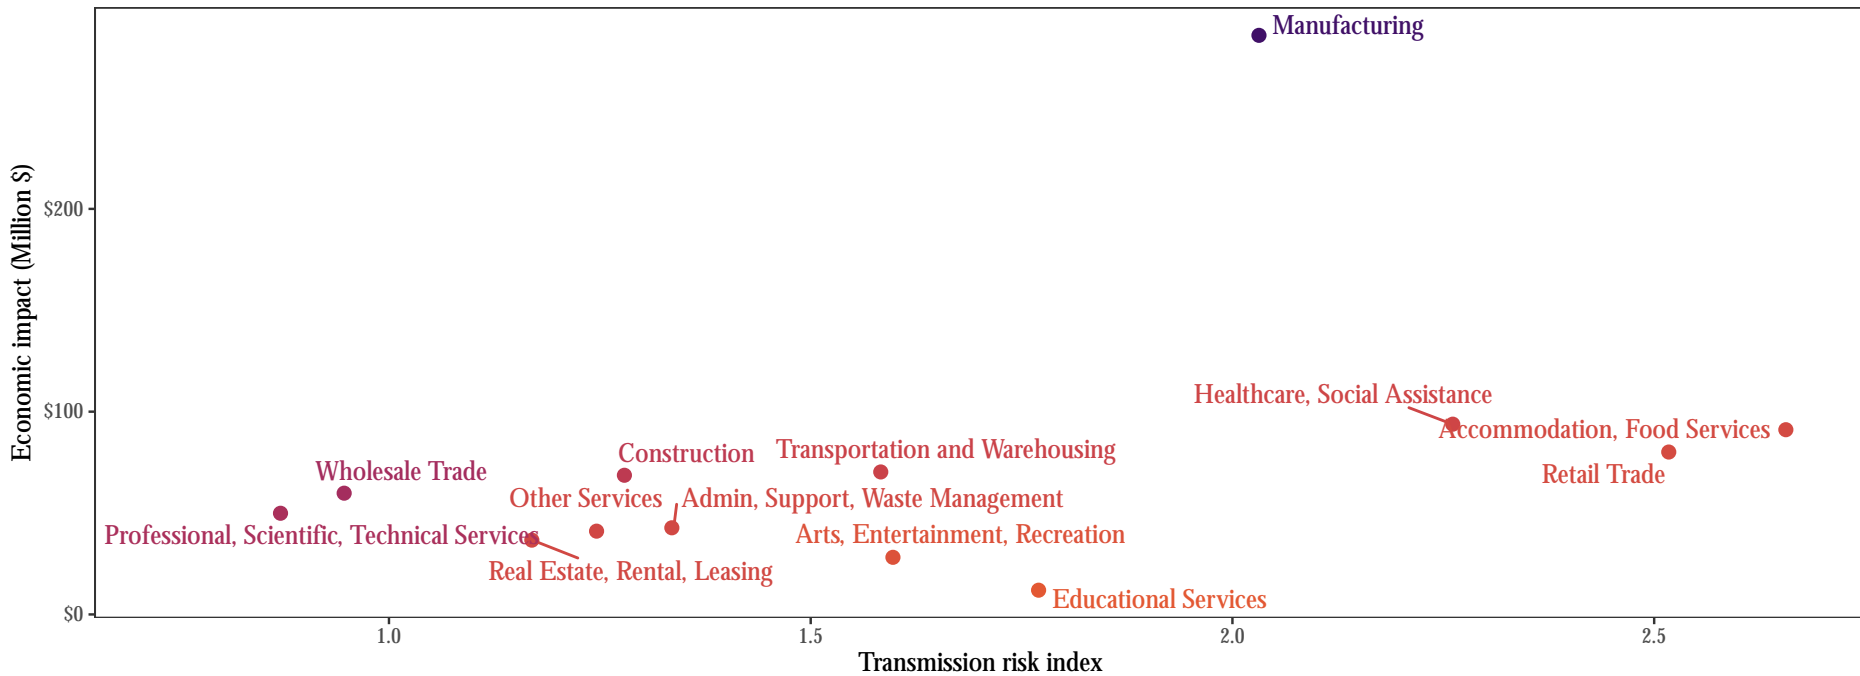 Manufacturing
Economic impact (Million $)
$200
$100
$0
Healthcare, Social Assistance
Accommodation, Food Services
Retail Trade
Construction
Transportation and Warehousing
Wholesale Trade
Other Services
Admin, Support, Waste Management
Professional, Scientific, Technical Services
Arts, Entertainment, Recreation
Real Estate, Rental, Leasing
Educational Services
1.0
1.5
2.0
2.5
Transmission risk index